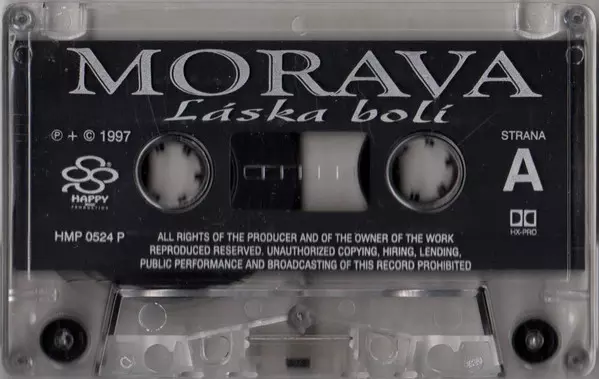 MORAVA
Láska bolí
℗ + © 1997
STRANA
A
HAPPY
PRODUCTION
HX-PRO
HMP 0524 P
ALL RIGHTS OF THE PRODUCER AND OF THE OWNER OF THE WORK
REPRODUCED RESERVED. UNAUTHORIZED COPYING, HIRING, LENDING,
PUBLIC PERFORMANCE AND BROADCASTING OF THIS RECORD PROHIBITED